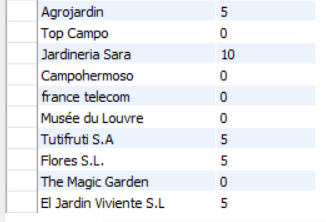 Agrojardin 5
Top Campo 0
Jardineria Sara 10
Campohermoso 0
france telecom 0
Musée du Louvre 0
Tutifruti S.A 5
Flores S.L. 5
The Magic Garden 0
El Jardin Viviente S.L 5